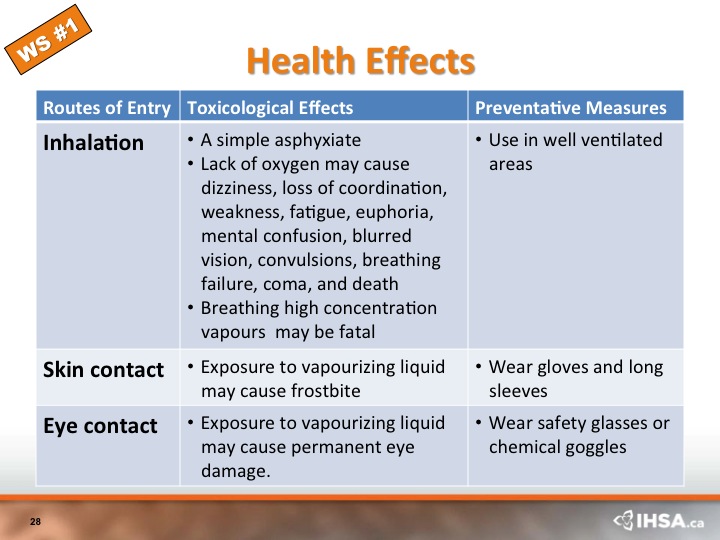 WS #1
Health Effects
Routes of Entry
Toxicological Effects
Preventative Measures
Inhalation
• A simple asphyxiate
• Lack of oxygen may cause
dizziness, loss of coordination,
weakness, fatigue, euphoria,
mental confusion, blurred
vision, convulsions, breathing
failure, coma, and death
• Breathing high concentration
vapours  may be fatal
• Use in well ventilated
areas
Skin contact
• Exposure to vapourizing liquid
may cause frostbite
• Wear gloves and long
sleeves
Eye contact
• Exposure to vapourizing liquid
may cause permanent eye
damage.
• Wear safety glasses or
chemical goggles
28
IHSA.ca